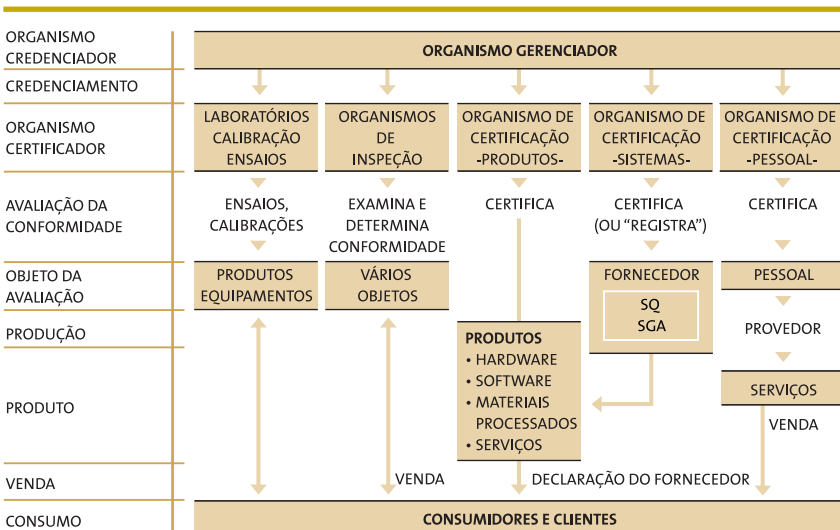 ORGANISMO
CREDENCIADOR
ORGANISMO GERENCIADOR
CREDENCIAMENTO
ORGANISMO
CERTIFICADOR
LABORATÓRIOS
CALIBRAÇÃO
ENSAIOS
ORGANISMOS
DE
INSPEÇÃO
ORGANISMO DE
CERTIFICAÇÃO
-PRODUTOS-
ORGANISMO DE
CERTIFICAÇÃO
-SISTEMAS-
ORGANISMO DE
CERTIFICAÇÃO
-PESSOAL-
AVALIAÇÃO DA
CONFORMIDADE
ENSAIOS,
CALIBRAÇÕES
EXAMINA E
DETERMINA
CONFORMIDADE
CERTIFICA
CERTIFICA
(OU “REGISTRA”)
CERTIFICA
OBJETO DA
AVALIAÇÃO
PRODUTOS
EQUIPAMENTOS
VÁRIOS
OBJETOS
FORNECEDOR
SQ
SGA
PESSOAL
PRODUÇÃO
PROVEDOR
PRODUTO
PRODUTOS
• HARDWARE
• SOFTWARE
• MATERIAIS
PROCESSADOS
• SERVIÇOS
SERVIÇOS
VENDA
VENDA
VENDA
DECLARAÇÃO DO FORNECEDOR
CONSUMO
CONSUMIDORES E CLIENTES